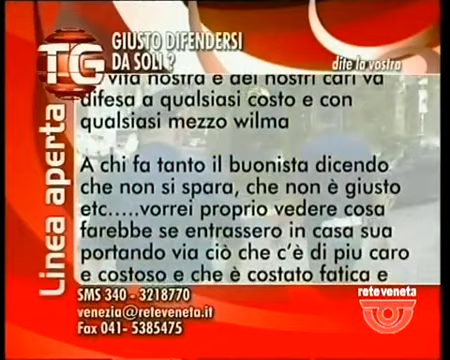 TG
GIUSTO DIFENDERSI
DA SOLI ?
dite la vostra
Linea aperta
vita nostra e dei nostri cari va
difesa a qualsiasi costo e con
qualsiasi mezzo wilma
A chi fa tanto il buonista dicendo
che non si spara, che non è giusto
etc.....vorrei proprio vedere cosa
farebbe se entrassero in casa sua
portando via ciò che c'è di piu caro
e costoso e che è costato fatica e
SMS 340 - 3218770
venezia@reteveneta.it
Fax 041- 5385475
reteveneta